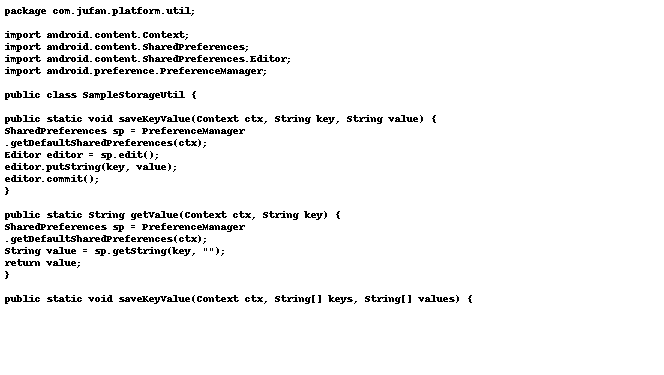 package com.jufan.platform.util;

import android.content.Context;
import android.content.SharedPreferences;
import android.content.SharedPreferences.Editor;
import android.preference.PreferenceManager;

public class SampleStorageUtil {

public static void saveKeyValue(Context ctx, String key, String value) {
SharedPreferences sp = PreferenceManager
.getDefaultSharedPreferences(ctx);
Editor editor = sp.edit();
editor.putString(key, value);
editor.commit();
}

public static String getValue(Context ctx, String key) {
SharedPreferences sp = PreferenceManager
.getDefaultSharedPreferences(ctx);
String value = sp.getString(key, "");
return value;
}

public static void saveKeyValue(Context ctx, String[] keys, String[] values) {